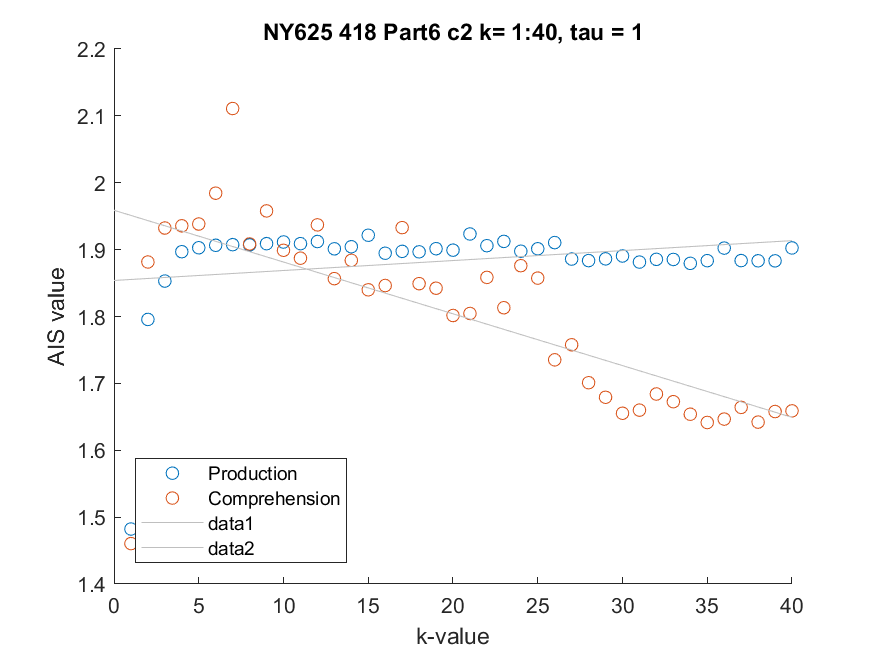 NY625 418 Part6 c2 k= 1:40, tau = 1
2.2
2.1
2
1.9
1.8
1.7
1.6
1.5
1.4
AIS value
Production
Comprehension
data1
data2
0 5 10 15 20 25 30 35 40
k-value